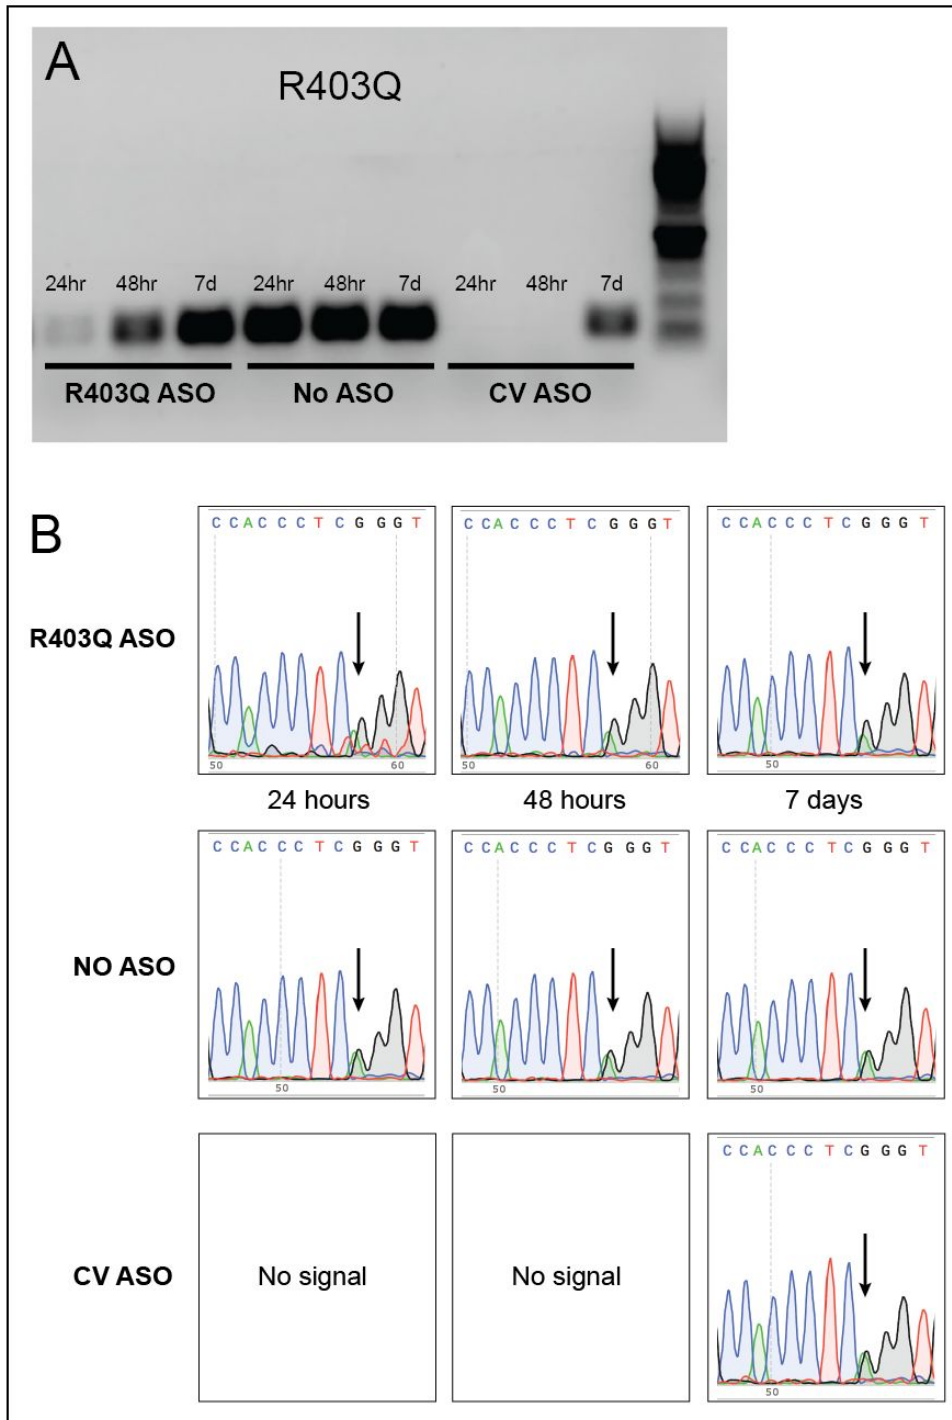 A
R403Q
24hr 48hr 7d 24hr 48hr 7d 24hr 48hr 7d
R403Q ASO No ASO CV ASO
B
C C A C C C T C G G G T C C A C C C T C G G G T C C A C C C T C G G G T
R403Q ASO
50 60 50 60 50
24 hours 48 hours 7 days
C C A C C C T C G G G T C C A C C C T C G G G T C C A C C C T C G G G T
NO ASO
50 50 50
C C A C C C T C G G G T
CV ASO No signal No signal
50